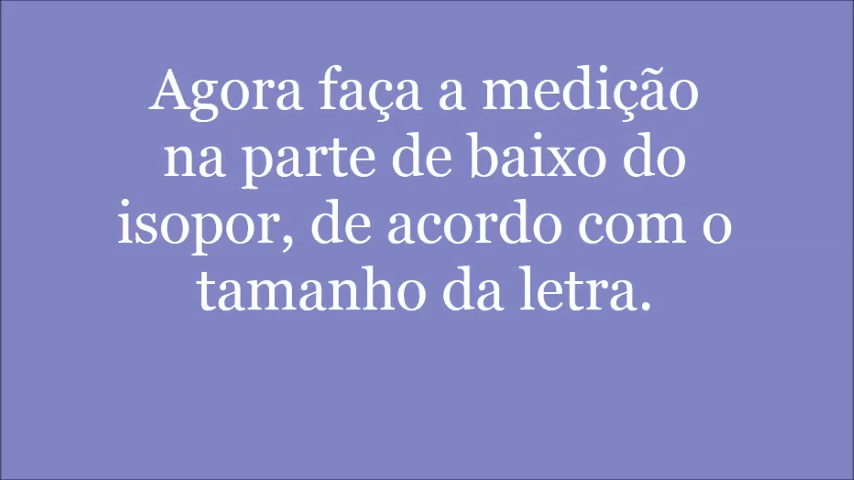 Agora faça a medição
na parte de baixo do
isopor, de acordo com o
tamanho da letra.